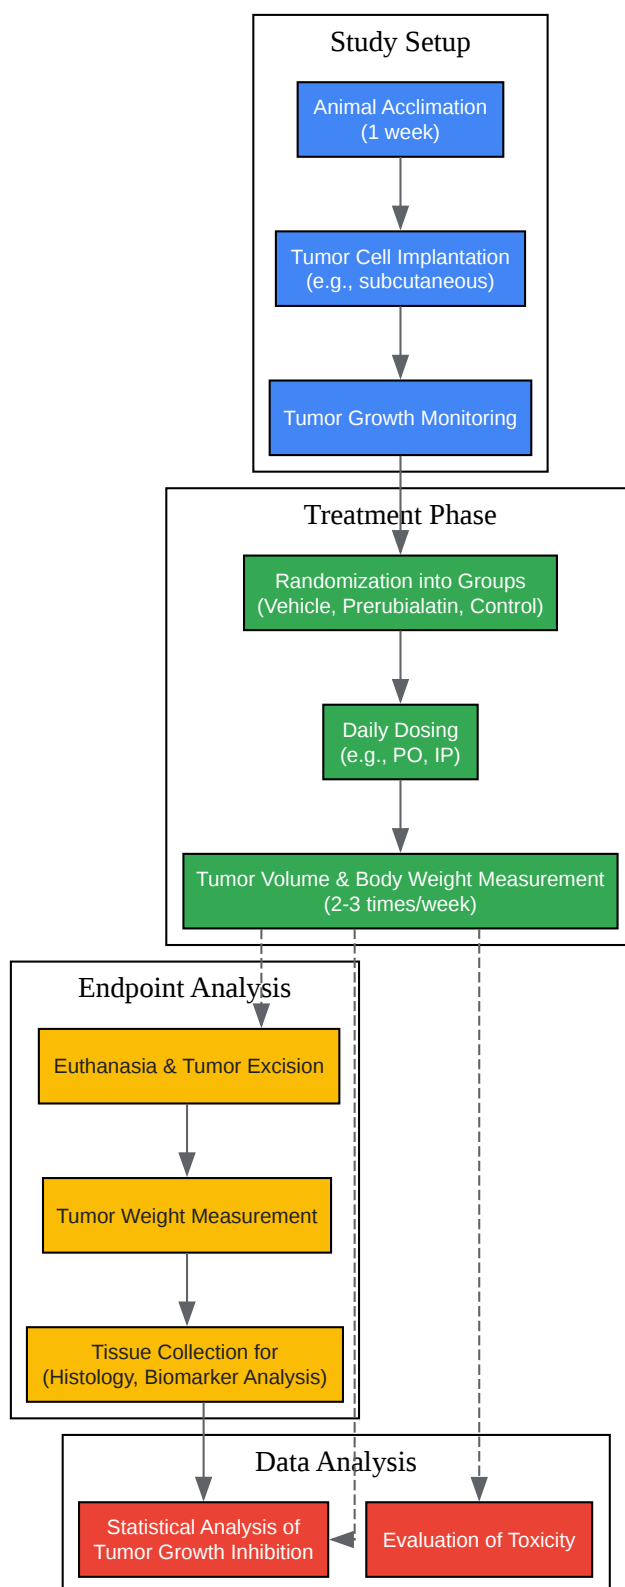 Study Setup
Animal Acclimation
(1 week)
Tumor Cell Implantation
(e.g., subcutaneous)
Tumor Growth Monitoring
Treatment Phase
Randomization into Groups
(Vehicle, Prerubialatin, Control)
Daily Dosing
(e.g., PO, IP)
Tumor Volume & Body Weight Measurement
(2-3 times/week)
Endpoint Analysis
Euthanasia & Tumor Excision
Tumor Weight Measurement
Tissue Collection for
(Histology, Biomarker Analysis)
Data Analysis
Statistical Analysis of
Tumor Growth Inhibition
Evaluation of Toxicity